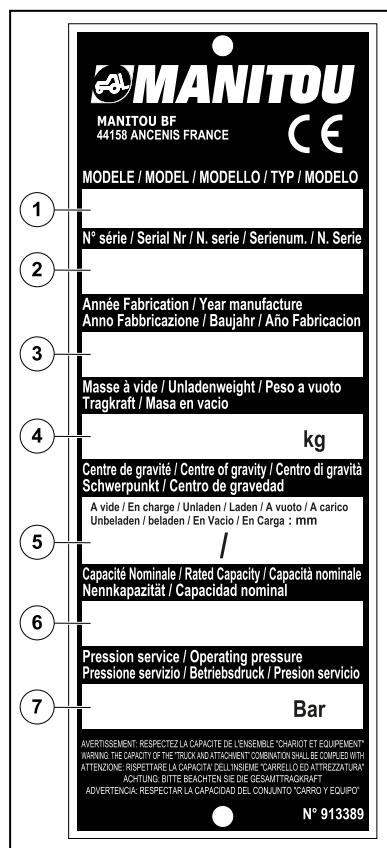 MANITOU
MANITOU BF
44158 ANCENIS FRANCE
CE
MODELE / MODEL / MODELLO / TYP / MODELO
1
N° série / Serial Nr / N. serie / Serienum. / N. Serie
2
Année Fabrication / Year manufacture
Anno Fabbricazione / Baujahr / Año Fabricacion
3
Masse à vide / Unladenweight / Peso a vuoto
Tragkraft / Masa en vacio
4
kg
Centre de gravité / Centre of gravity / Centro di gravità
Schwerpunkt / Centro de gravedad
A vide / En charge / Unladen / Laden / A vuoto / A carico
Unbeladen / beladen / En Vacio / En Carga : mm
5
/
Capacité Nominale / Rated Capacity / Capacità nominale
Nennkapazität / Capacidad nominal
6
Pression service / Operating pressure
Pressione servizio / Betriebsdruck / Presion servicio
7
Bar
AVERTISSEMENT: RESPECTEZ LA CAPACITE DE L'ENSEMBLE "CHARIOT ET EQUIPEMENT"
WARNING: THE CAPACITY OF THE "TRUCK AND ATTACHMENT" COMBINATION SHALL BE COMPLIED WITH
ATTENZIONE: RISPETTARE LA CAPACITA' DELL'INSIEME "CARRELLO ED ATTREZZATURA"
ACHTUNG: BITTE BEACHTEN SIE DIE GESAMTTRAGKRAFT
ADVERTENCIA: RESPECTAR LA CAPACIDAD DEL CONJUNTO "CARRO Y EQUIPO"
N° 913389